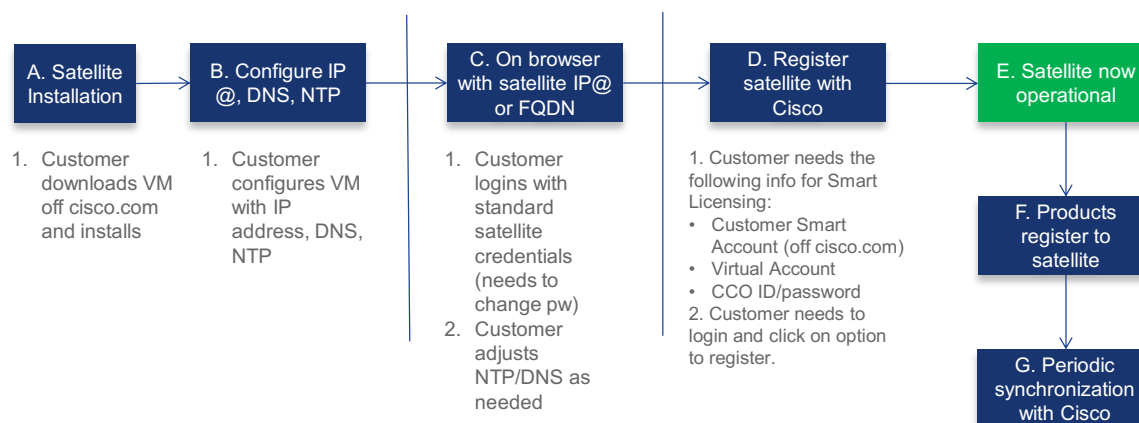 A. Satellite
Installation
B. Configure IP
@, DNS, NTP
C. On browser
with satellite IP@
or FQDN
D. Register
satellite with
Cisco
E. Satellite now
operational
1. Customer
downloads VM
off cisco.com
and installs
1. Customer
configures VM
with IP
address, DNS,
NTP
1. Customer
logins with
standard
satellite
credentials
(needs to
change pw)
2. Customer
adjusts
NTP/DNS as
needed
1. Customer needs the
following info for Smart
Licensing:
• Customer Smart
Account (off cisco.com)
• Virtual Account
• CCO ID/password
2. Customer needs to
login and click on option
to register.
F. Products
register to
satellite
G. Periodic
synchronization
with Cisco